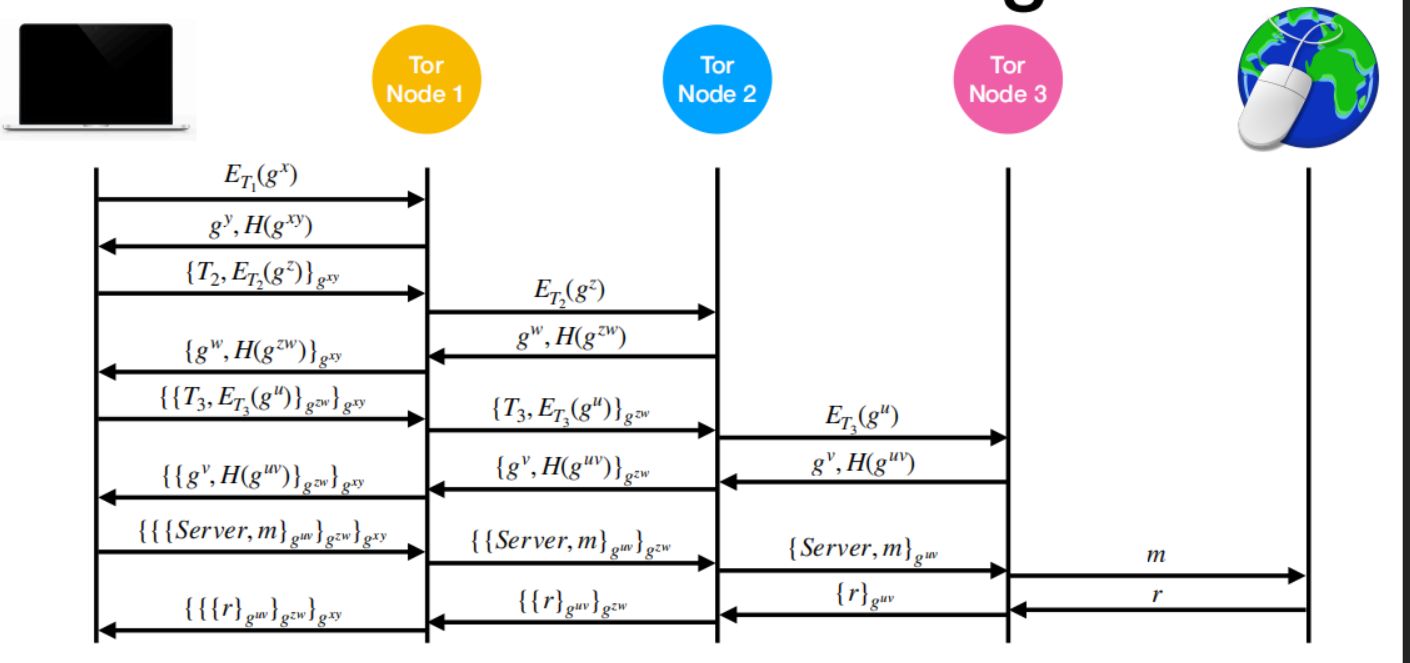 g
Tor
Node 1
Tor
Node 2
Tor
Node 3
E_{T_1}(g^x)
g^y, H(g^{xy})
{T_2, E_{T_2}(g^z)}_{g^{xy}}
E_{T_2}(g^z)
g^w, H(g^{zw})
{g^w, H(g^{zw})}_{g^{xy}}
{{T_3, E_{T_3}(g^u)}_{g^{zw}}}_{g^{xy}}
{T_3, E_{T_3}(g^u)}_{g^{zw}}
E_{T_3}(g^u)
g^v, H(g^{uv})
{g^v, H(g^{uv})}_{g^{zw}}
{{g^v, H(g^{uv})}_{g^{zw}}}_{g^{xy}}
{{{Server, m}_{g^{uv}}}_{g^{zw}}}_{g^{xy}}
{{Server, m}_{g^{uv}}}_{g^{zw}}
{Server, m}_{g^{uv}}
m
r
{r}_{g^{uv}}
{{r}_{g^{uv}}}_{g^{zw}}
{{{r}_{g^{uv}}}_{g^{zw}}}_{g^{xy}}